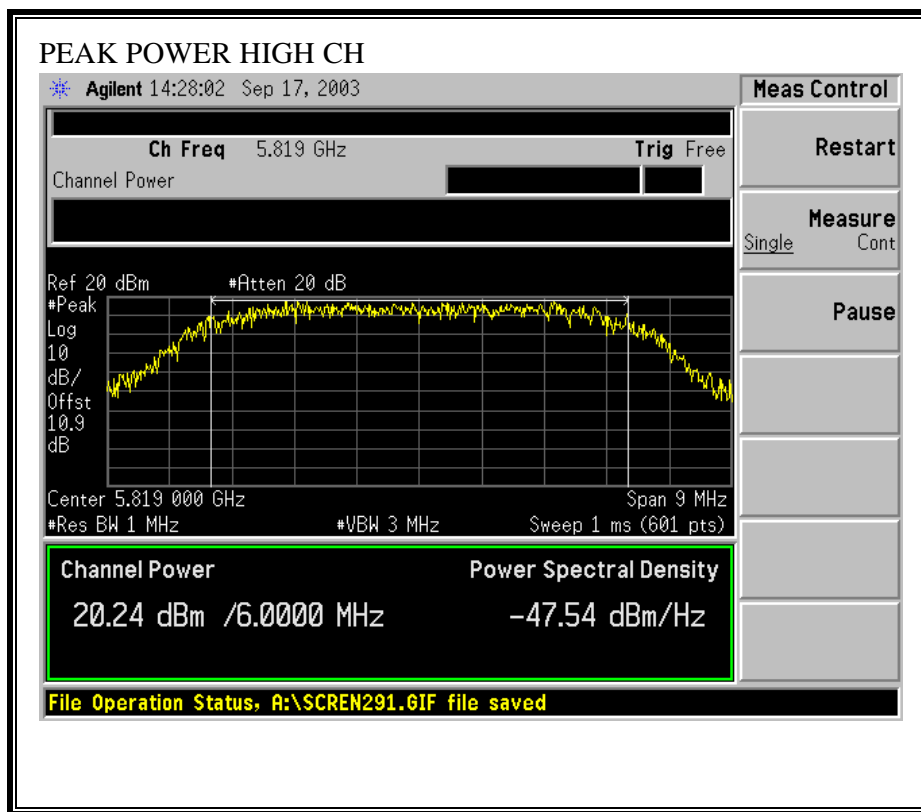 PEAK POWER HIGH CH
Agilent 14:28:02 Sep 17, 2003
Meas Control
Ch Freq 5.819 GHz Trig Free
Restart
Channel Power
Measure
Single Cont
Ref 20 dBm #Atten 20 dB
#Peak
Pause
Log
10
dB/
Offst
10.9
dB
Center 5.819 000 GHz Span 9 MHz
#Res BW 1 MHz #VBW 3 MHz Sweep 1 ms (601 pts)
Channel Power Power Spectral Density
20.24 dBm /6.0000 MHz -47.54 dBm/Hz
File Operation Status, A:\SCREN291.GIF file saved